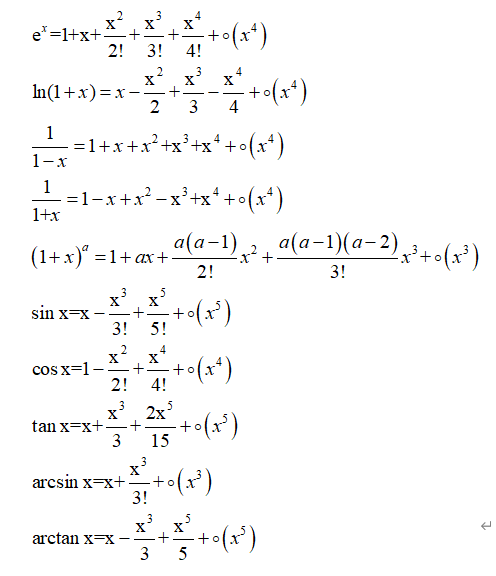 e^x=1+x+x^2/2!+x^3/3!+x^4/4!+∘(x^4)
ln(1+x)=x−x^2/2+x^3/3−x^4/4+∘(x^4)
1/(1−x)=1+x+x^2+x^3+x^4+∘(x^4)
1/(1+x)=1−x+x^2−x^3+x^4+∘(x^4)
(1+x)^a=1+ax+a(a−1)/2! x^2+a(a−1)(a−2)/3! x^3+∘(x^3)
sin x=x−x^3/3!+x^5/5!+∘(x^5)
cos x=1−x^2/2!+x^4/4!+∘(x^4)
tan x=x+x^3/3+2x^5/15+∘(x^5)
arcsin x=x+x^3/3!+∘(x^3)
arctan x=x−x^3/3+x^5/5+∘(x^5)